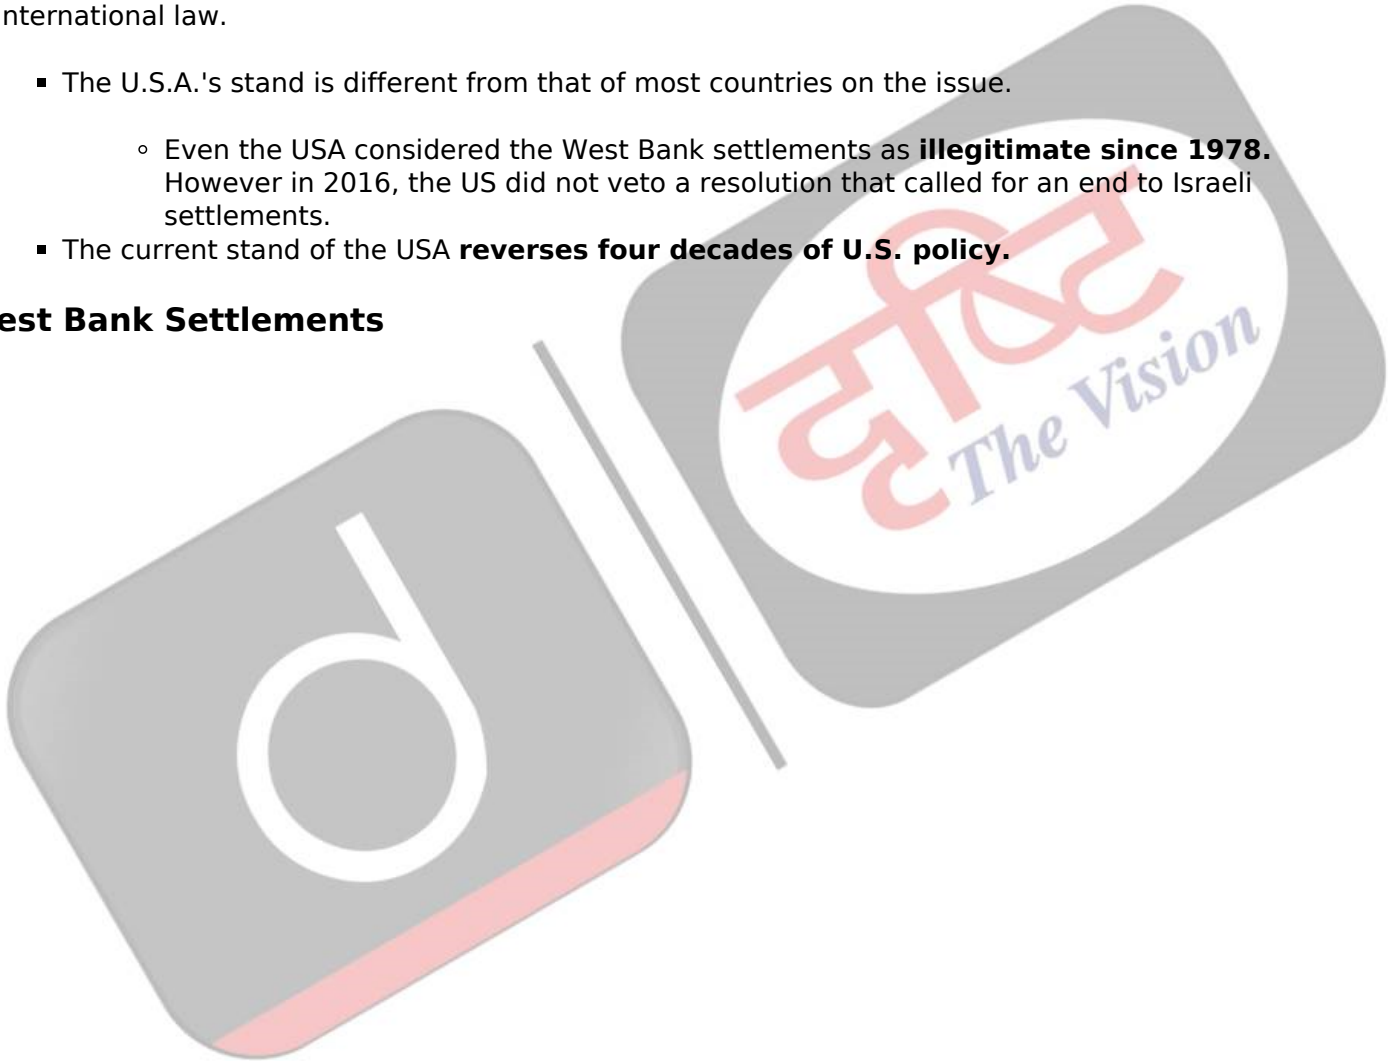 nternational law.
▪ The U.S.A.'s stand is different from that of most countries on the issue.
◦ Even the USA considered the West Bank settlements as illegitimate since 1978.
However in 2016, the US did not veto a resolution that called for an end to Israeli
settlements.
▪ The current stand of the USA reverses four decades of U.S. policy.
est Bank Settlements
दृष्टि
The Vision
d